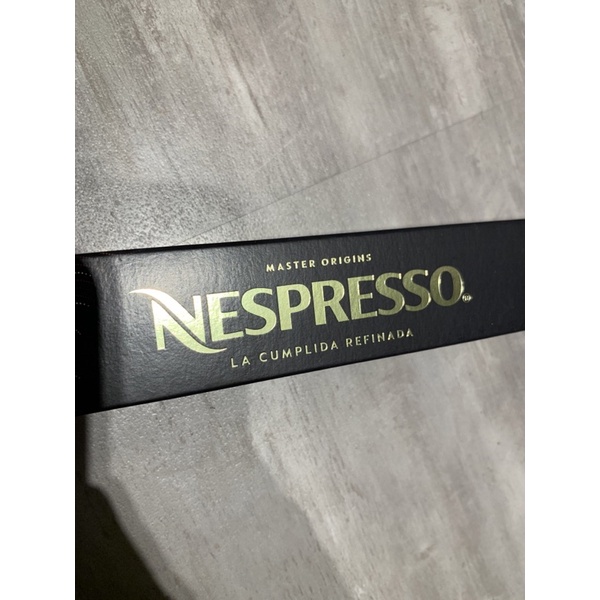 MASTER ORIGINS
NESPRESSO
LA CUMPLIDA REFINADA